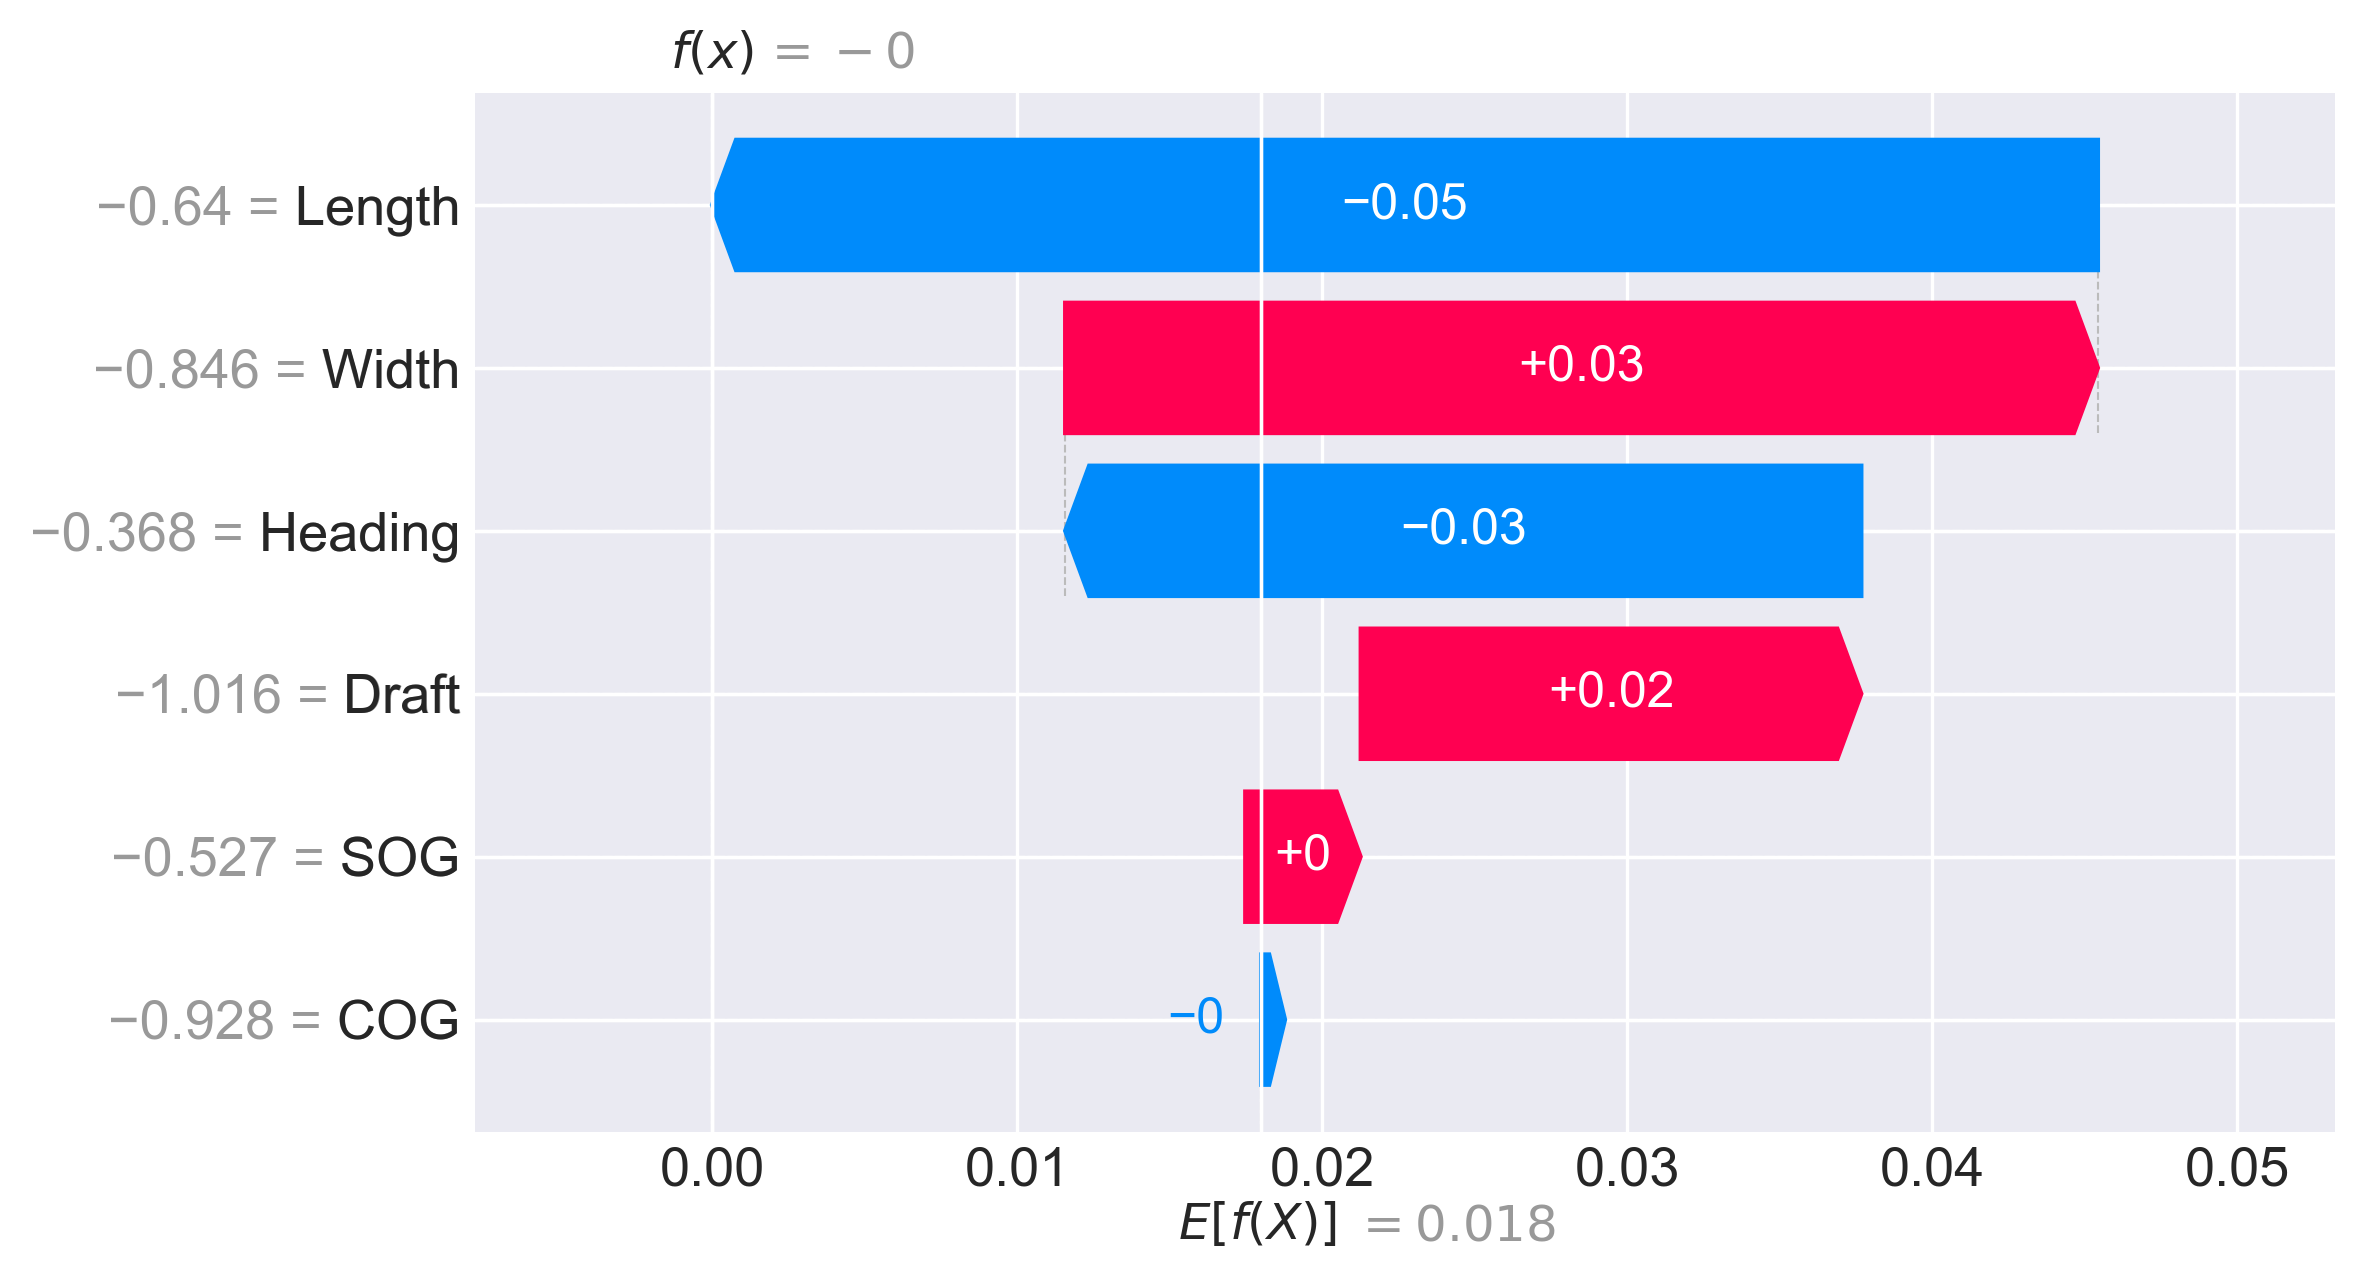 f(x) = −0
−0.64 = Length
−0.05
−0.846 = Width
+0.03
−0.368 = Heading
−0.03
−1.016 = Draft
+0.02
−0.527 = SOG
+0
−0.928 = COG
−0
0.00 0.01 0.02 0.03 0.04 0.05
E[f(X)] = 0.018